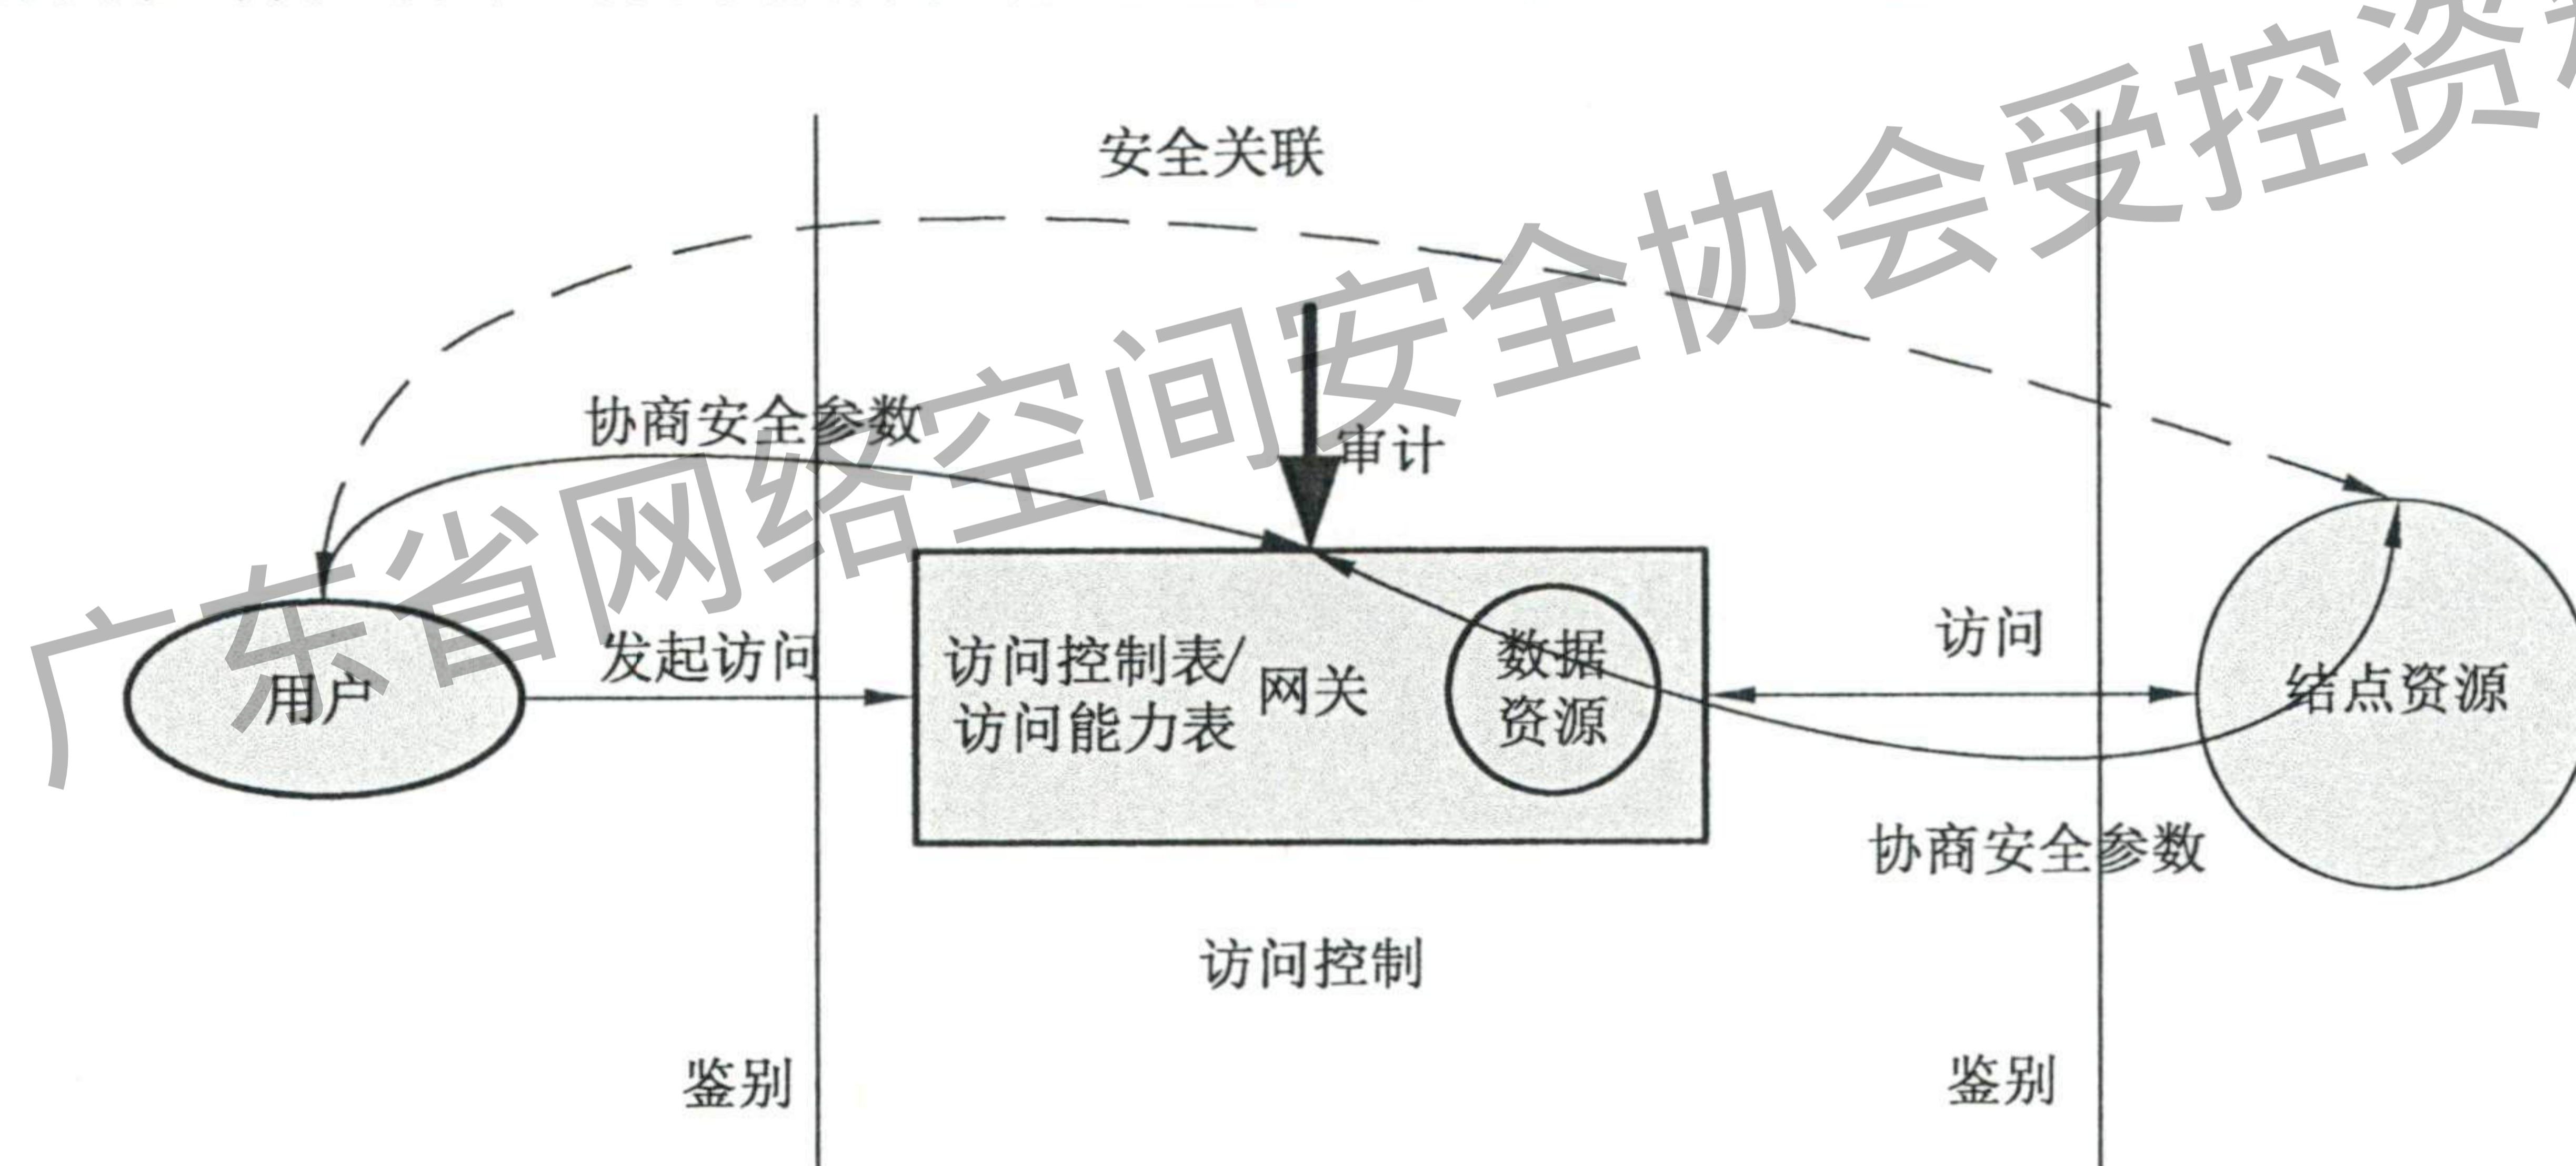 安全关联
协商安全参数
审计
用户
发起访问
访问控制表/
访问能力表
网关
数据
资源
访问
结点资源
协商安全参数
访问控制
鉴别
鉴别
广东省网络空间安全协会受控资